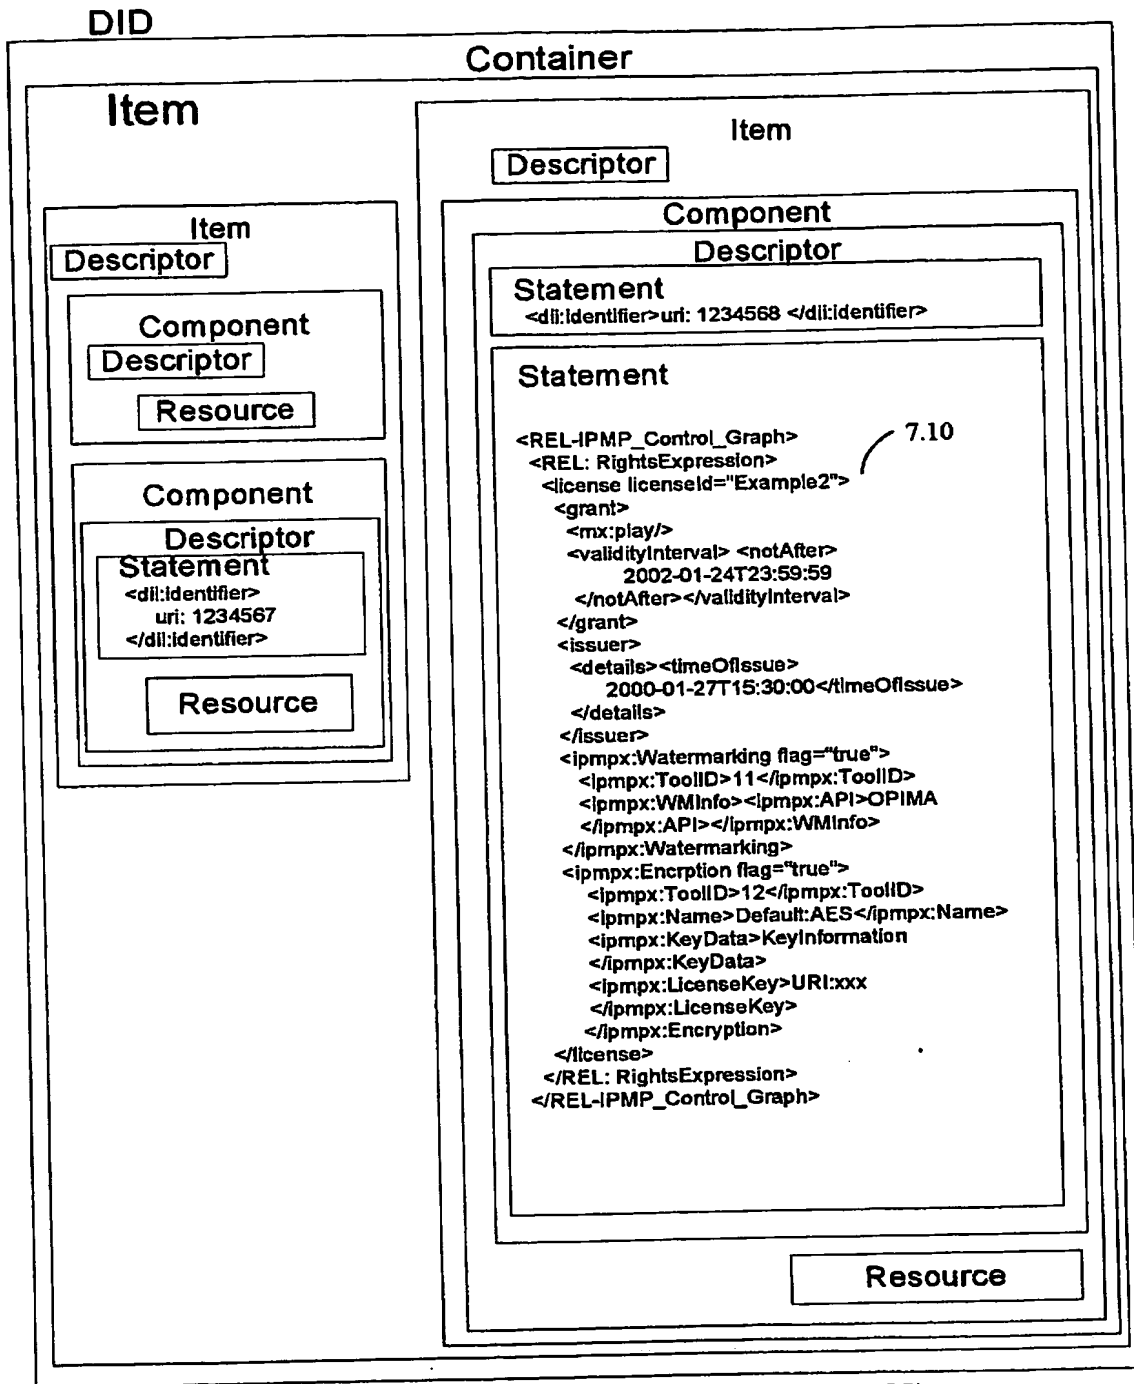 DID
Container
Item
Item
Descriptor
Component
Descriptor
Resource
Component
Descriptor
Statement
<dii:identifier>
uri: 1234567
</dii:identifier>
Resource
Item
Descriptor
Component
Descriptor
Statement
<dii:identifier>uri: 1234568 </dii:identifier>
Statement
7.10
<REL-IPMP_Control_Graph>
<REL: RightsExpression>
<license licenseId="Example2">
<grant>
<mx:play/>
<validityInterval> <notAfter>
2002-01-24T23:59:59
</notAfter></validityInterval>
</grant>
<issuer>
<details><timeOfIssue>
2000-01-27T15:30:00</timeOfIssue>
</details>
</issuer>
<ipmpx:Watermarking flag="true">
<ipmpx:ToolID>11</ipmpx:ToolID>
<ipmpx:WMInfo><ipmpx:API>OPIMA
</ipmpx:API></ipmpx:WMInfo>
</ipmpx:Watermarking>
<ipmpx:Encrption flag="true">
<ipmpx:ToolID>12</ipmpx:ToolID>
<ipmpx:Name>Default:AES</ipmpx:Name>
<ipmpx:KeyData>KeyInformation
</ipmpx:KeyData>
<ipmpx:LicenseKey>URI:xxx
</ipmpx:LicenseKey>
</ipmpx:Encryption>
</license>
</REL: RightsExpression>
</REL-IPMP_Control_Graph>
Resource